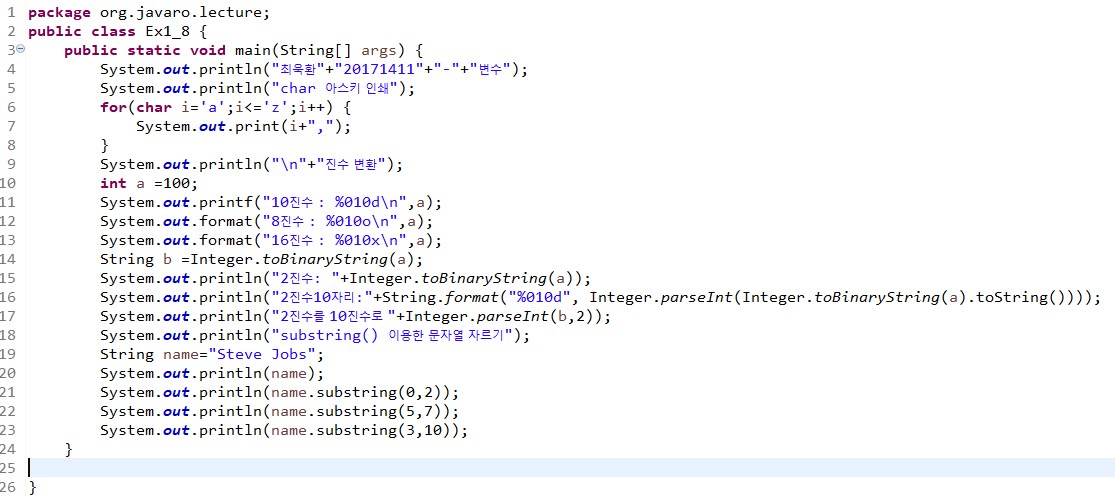 1 package org.javaro.lecture;
2 public class Ex1_8 {
3 public static void main(String[] args) {
4 System.out.println("최욱환"+"20171411"+"-"+"변수");
5 System.out.println("char 아스키 인쇄");
6 for(char i='a';i<='z';i++) {
7 System.out.print(i+",");
8 }
9 System.out.println("\n"+"진수 변환");
10 int a =100;
11 System.out.printf("10진수 : %010d\n",a);
12 System.out.format("8진수 : %010o\n",a);
13 System.out.format("16진수 : %010x\n",a);
14 String b =Integer.toBinaryString(a);
15 System.out.println("2진수: "+Integer.toBinaryString(a));
16 System.out.println("2진수10자리:"+String.format("%010d", Integer.parseInt(Integer.toBinaryString(a).toString())));
17 System.out.println("2진수를 10진수로 "+Integer.parseInt(b,2));
18 System.out.println("substring() 이용한 문자열 자르기");
19 String name="Steve Jobs";
20 System.out.println(name);
21 System.out.println(name.substring(0,2));
22 System.out.println(name.substring(5,7));
23 System.out.println(name.substring(3,10));
24 }
25
26 }